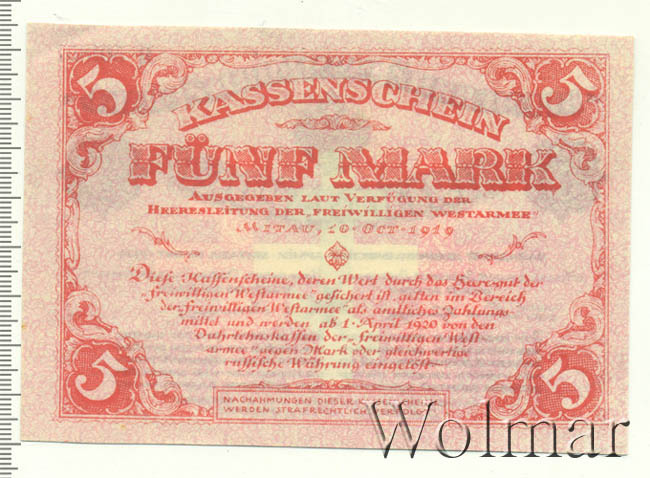 5 5
KASSENSCHEIN
FÜNF MARK
AUSGEGEBEN LAUT VERFÜGUNG DER
HEERESLEITUNG DER „FREIWILLIGEN WESTARMEE"
MITAU, 10-OCT-1919
Diese Kassenscheine, deren Wert durch das Heeresgut der
„freiwilligen Westarmee" gesichert ist, gelten im Bereich
der „freiwilligen Westarmee" als amtliches Zahlungs-
mittel und werden ab 1. April 1920 von den
Darlehnskassen der „freiwilligen West-
armee" gegen Mark oder gleichwertige
russische Währung eingelöst
5 5
NACHAHMUNGEN DIESER KASSENSCHEINE
WERDEN STRAFRECHTLICH VERFOLGT
Wolmar